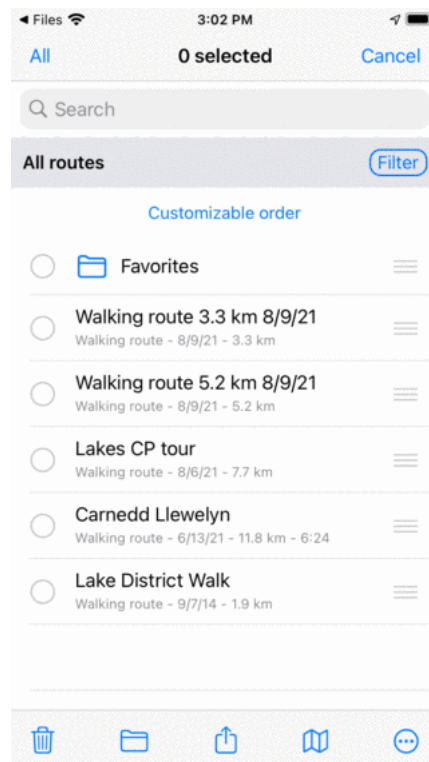 Files 3:02 PM
All 0 selected Cancel
Search
All routes Filter
Customizable order
Favorites
Walking route 3.3 km 8/9/21
Walking route - 8/9/21 - 3.3 km
Walking route 5.2 km 8/9/21
Walking route - 8/9/21 - 5.2 km
Lakes CP tour
Walking route - 8/6/21 - 7.7 km
Carnedd Llewelyn
Walking route - 6/13/21 - 11.8 km - 6:24
Lake District Walk
Walking route - 9/7/14 - 1.9 km